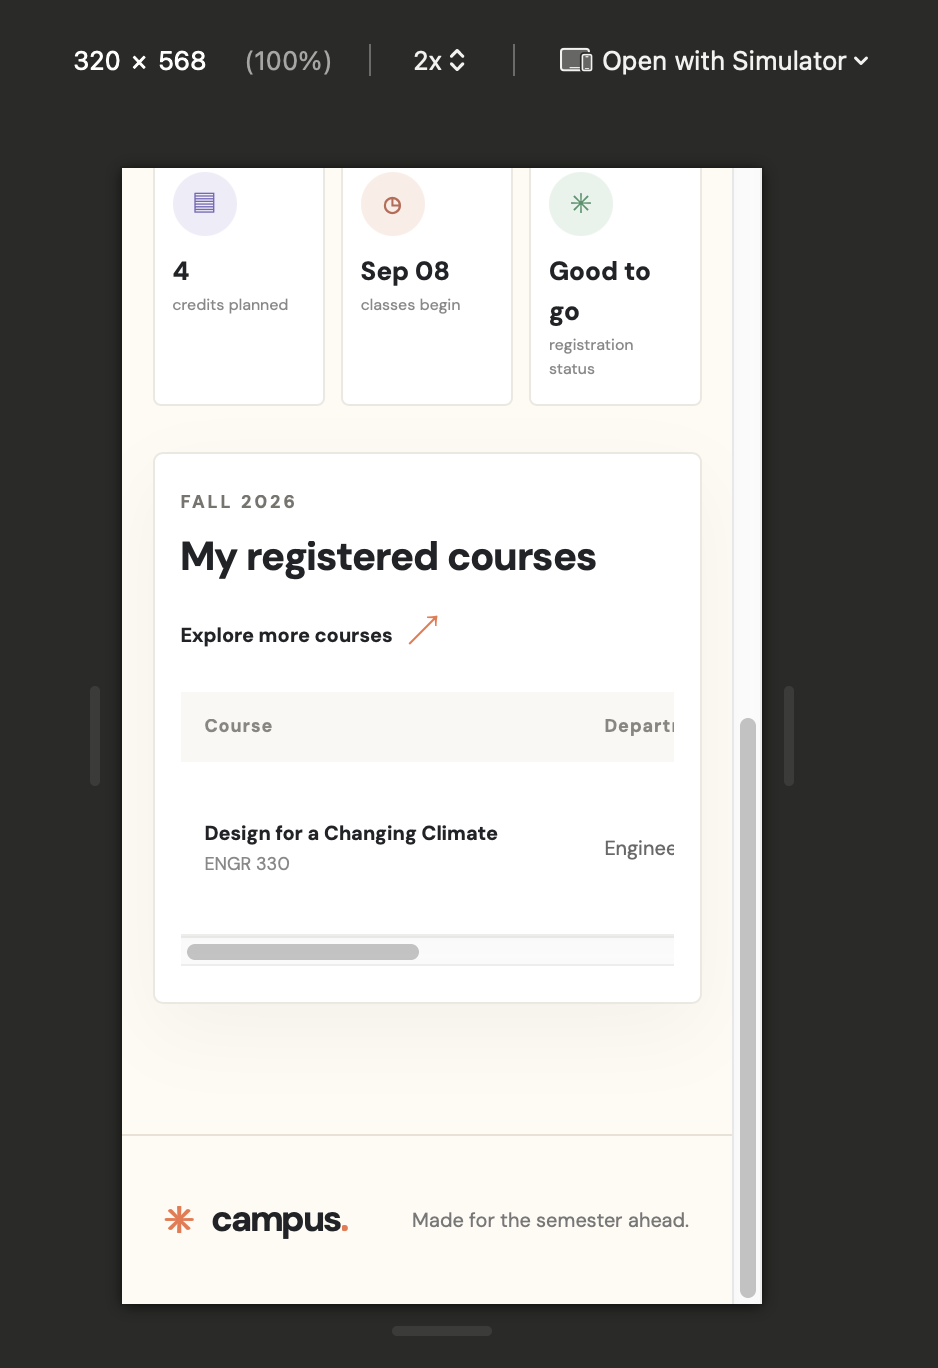 320 × 568 (100%) 2x Open with Simulator
4
credits planned
Sep 08
classes begin
Good to
go
registration
status
FALL 2026
My registered courses
Explore more courses
Course
Design for a Changing Climate
ENGR 330
campus.
Made for the semester ahead.